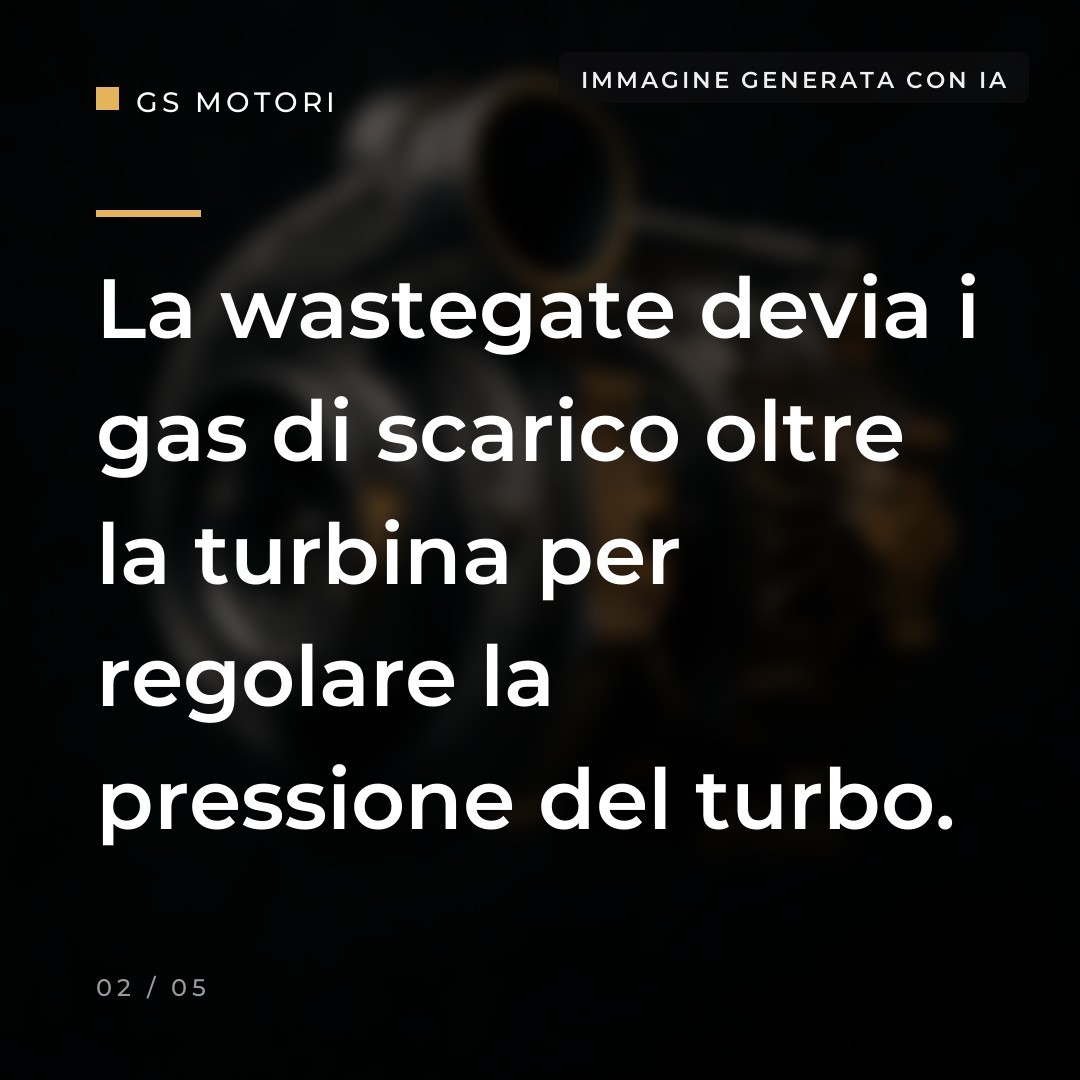 GS MOTORI
IMMAGINE GENERATA CON IA
La wastegate devia i
gas di scarico oltre
la turbina per
regolare la
pressione del turbo.
02 / 05